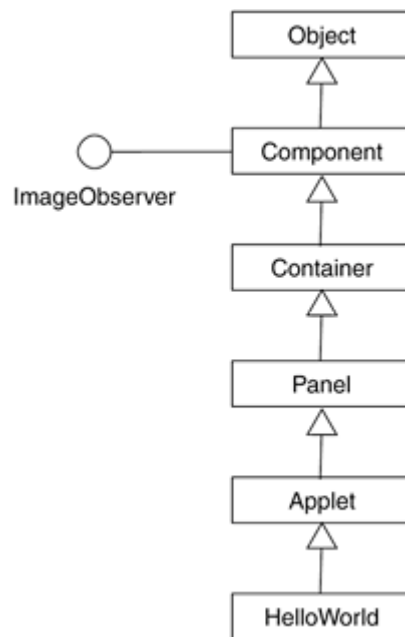 Object
Component
ImageObserver
Container
Panel
Applet
HelloWorld